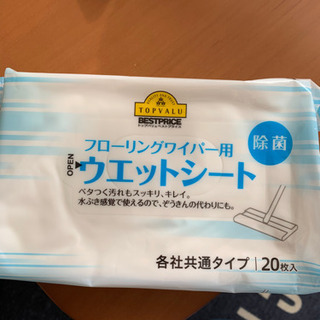 TOPVALU
BESTPRICE
トップバリュベストプライス
フローリングワイパー用
除菌
OPEN
ウエットシート
ベタつく汚れもスッキリ、キレイ。
水ぶき感覚で使えるので、ぞうきんの代わりにも。
各社共通タイプ 20枚入